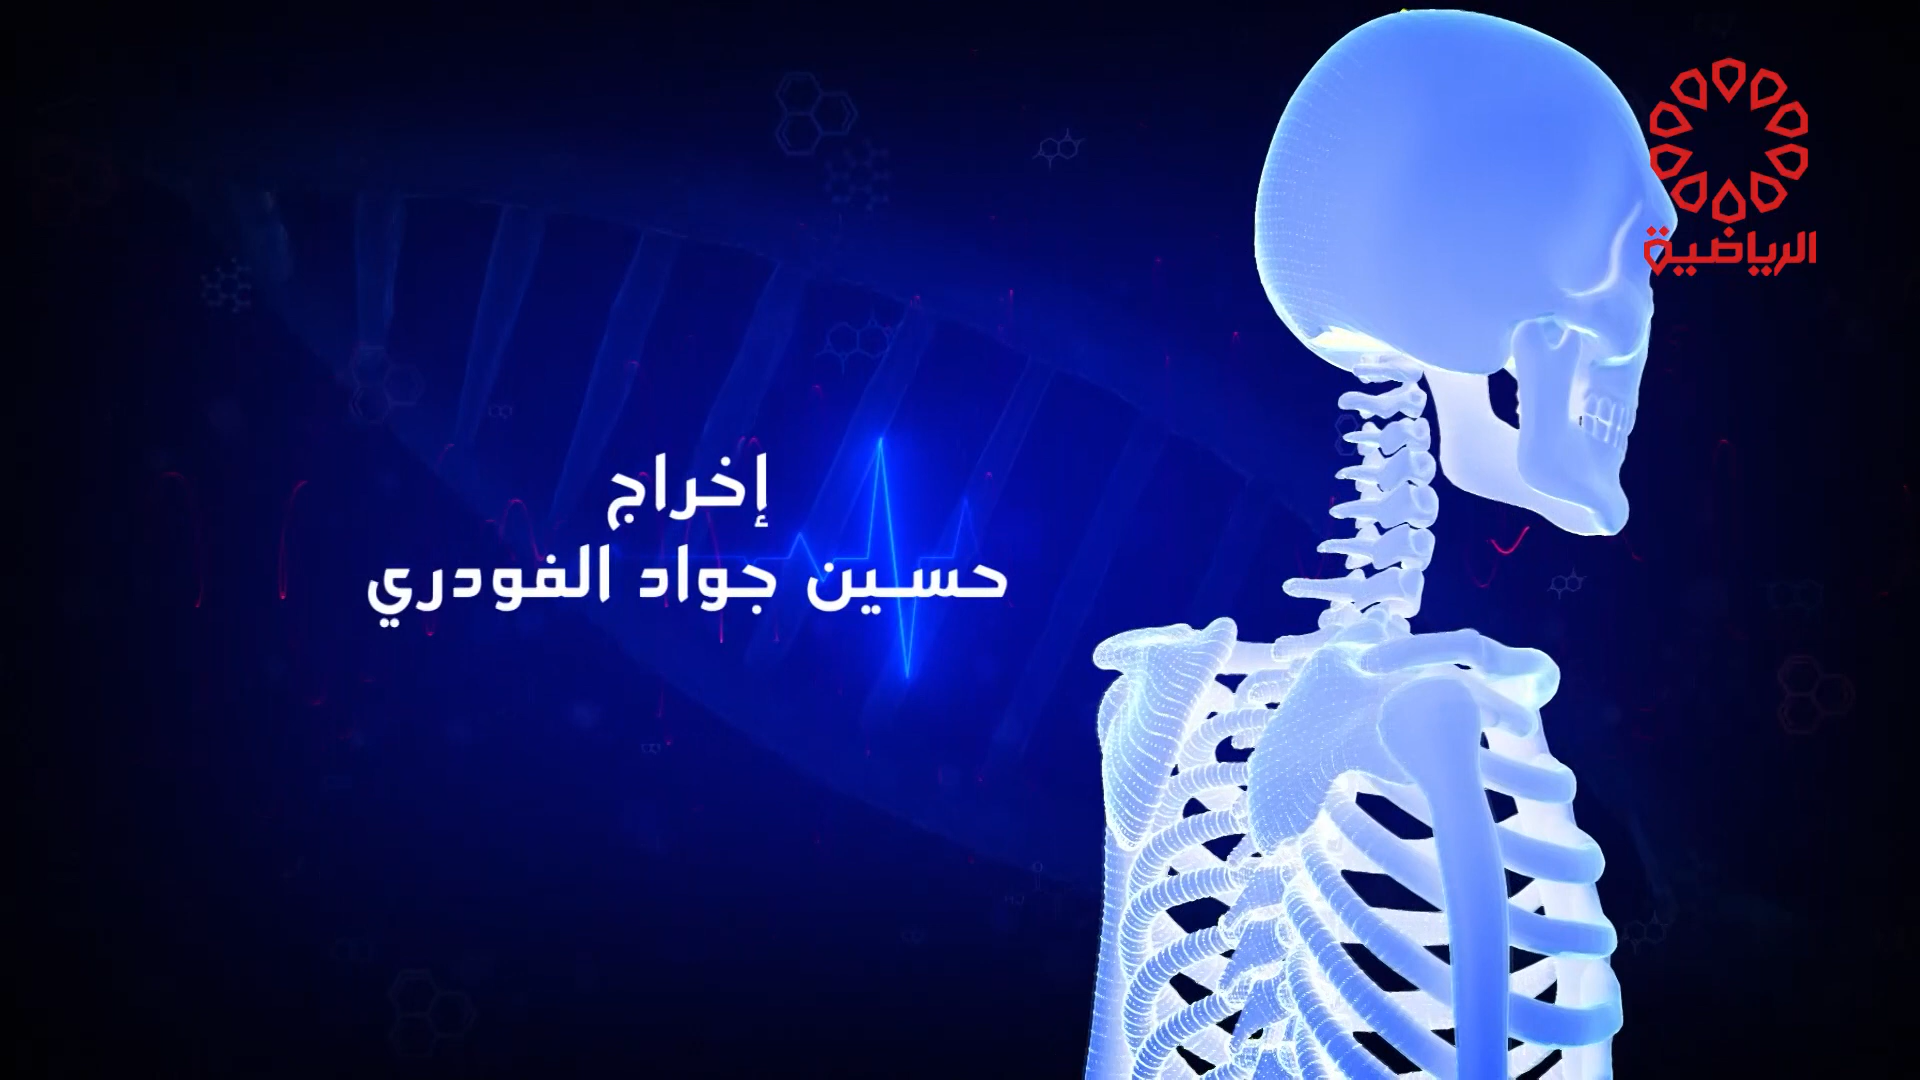 الرياضية
إخراج
حسين جواد الفودري